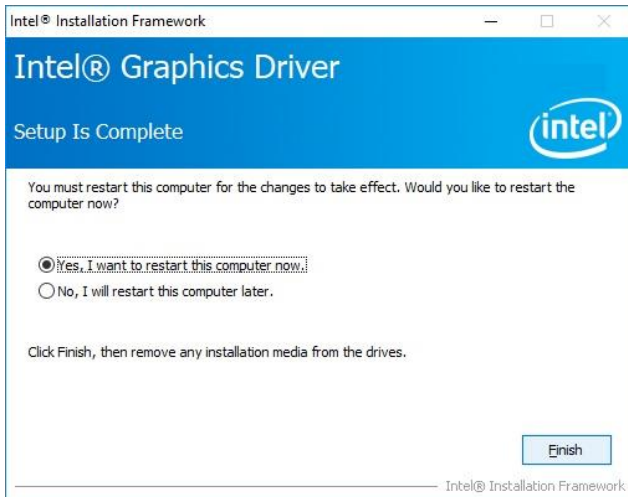 Intel® Installation Framework
Intel® Graphics Driver
Setup Is Complete
intel
You must restart this computer for the changes to take effect. Would you like to restart the
computer now?
Yes, I want to restart this computer now.
No, I will restart this computer later.
Click Finish, then remove any installation media from the drives.
Finish
Intel® Installation Framework